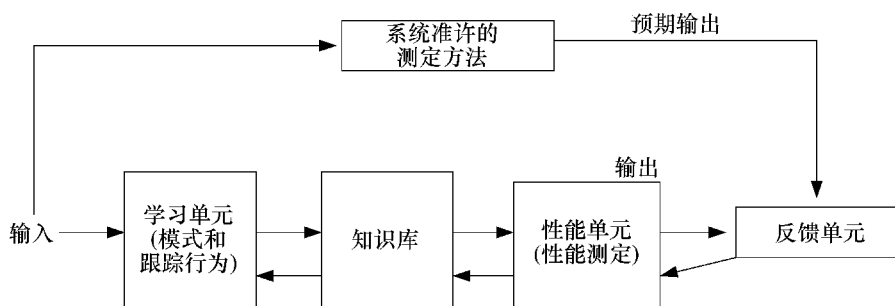 系统准许的
测定方法
预期输出
输出
输入
学习单元
(模式和
跟踪行为)
知识库
性能单元
(性能测定)
反馈单元